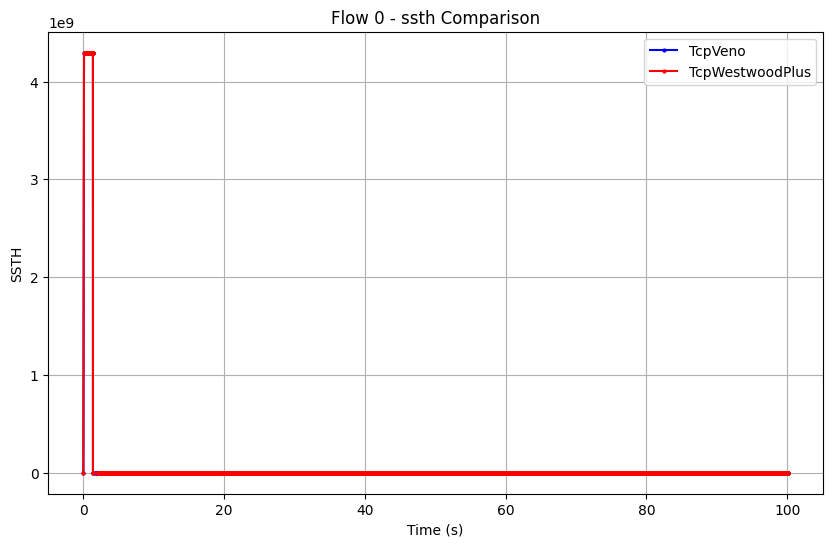 Flow 0 - ssth Comparison
1e9
TcpVeno
TcpWestwoodPlus
4
3
2
1
0
SSTH
0 20 40 60 80 100
Time (s)